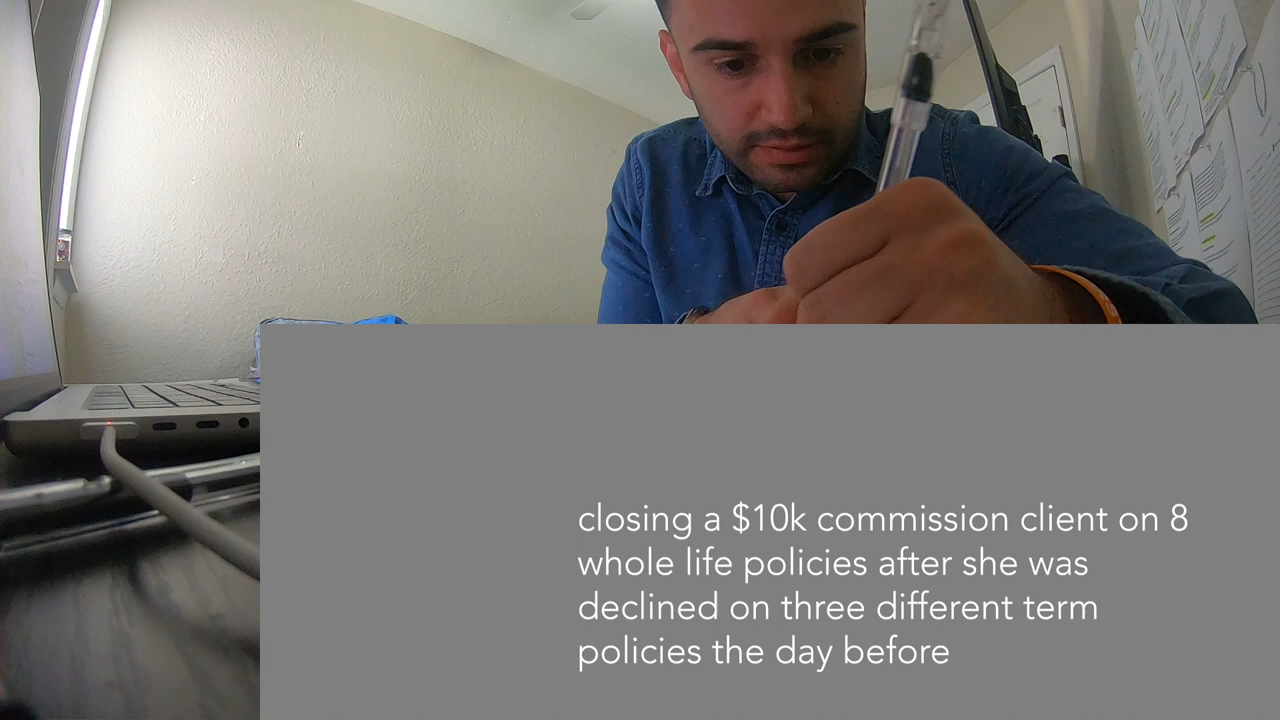 closing a $10k commission client on 8
whole life policies after she was
declined on three different term
policies the day before